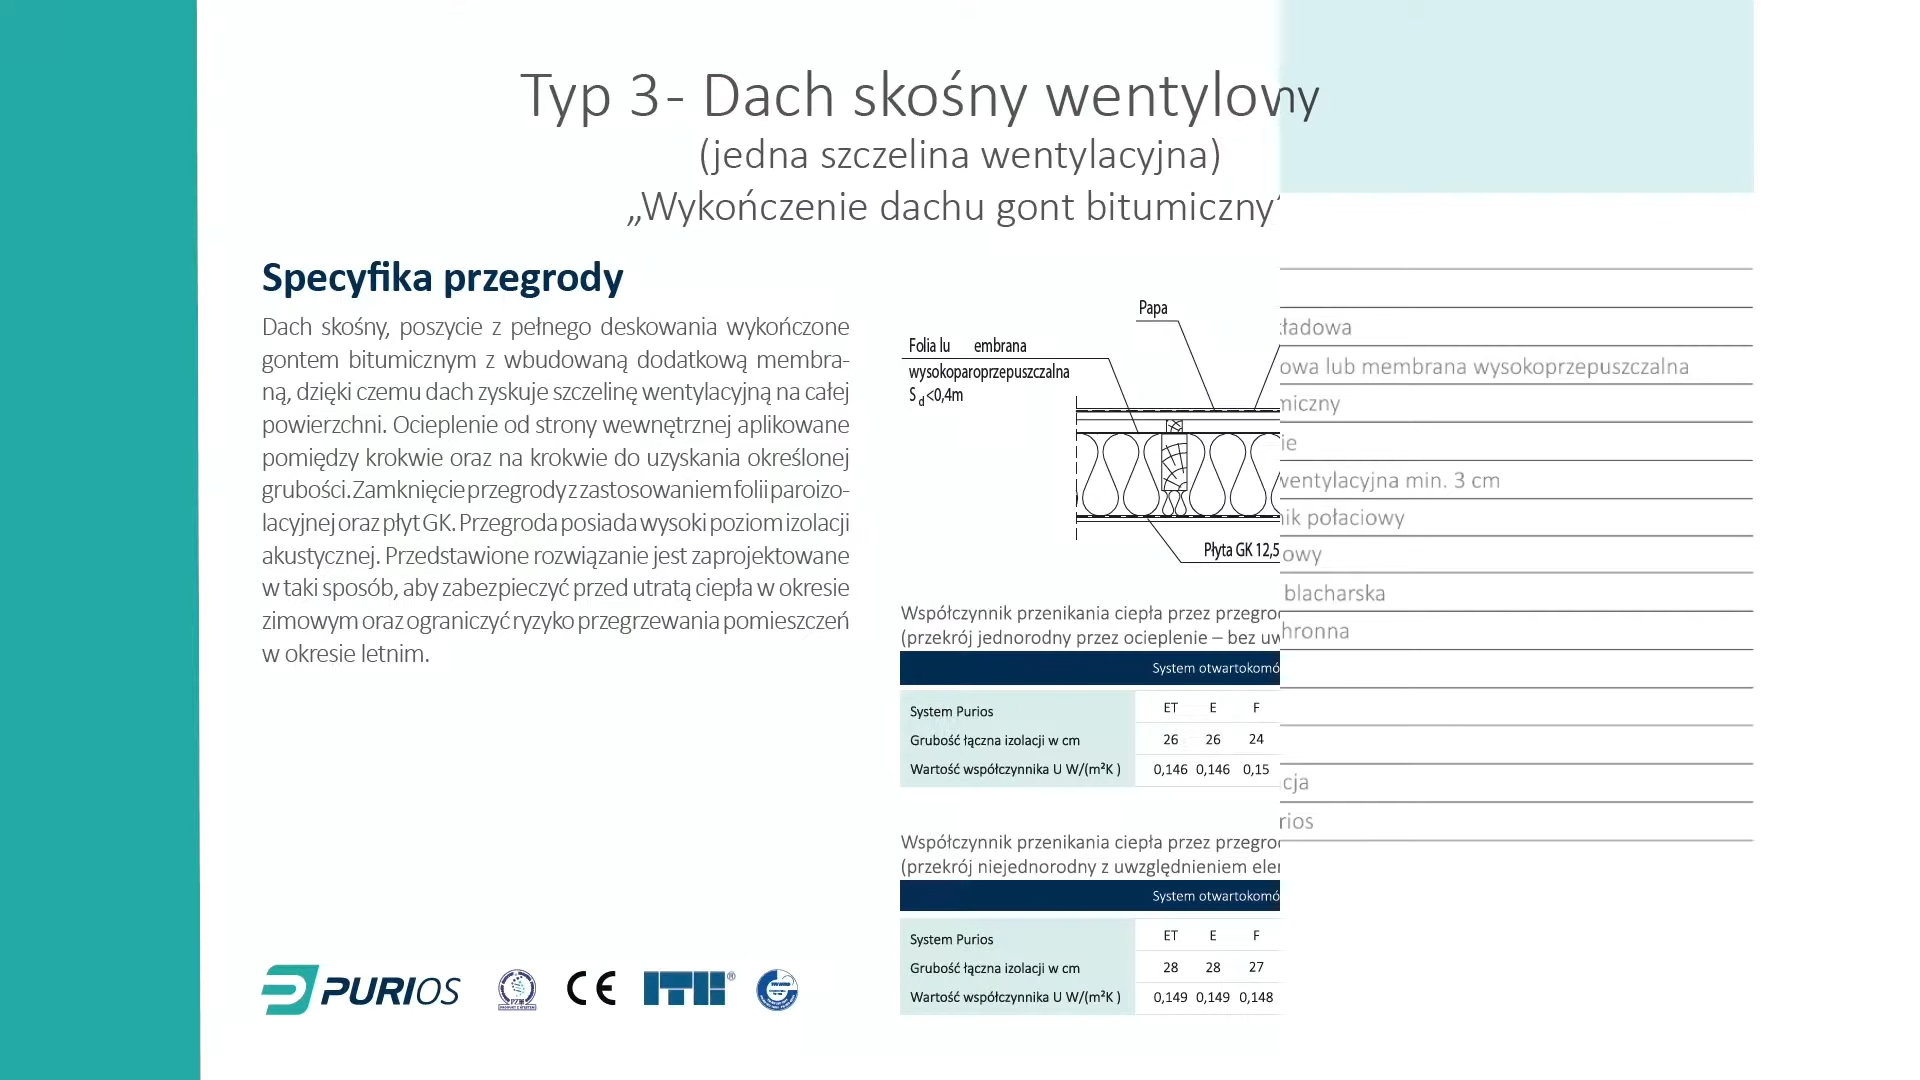 Typ 3 - Dach skośny wentylowny
(jedna szczelina wentylacyjna)
„Wykończenie dachu gont bitumiczny”
Specyfika przegrody
Dach skośny, poszycie z pełnego deskowania wykończone
gontem bitumicznym z wbudowaną dodatkową membra-
ną, dzięki czemu dach zyskuje szczelinę wentylacyjną na całej
powierzchni. Ocieplenie od strony wewnętrznej aplikowane
pomiędzy krokwie oraz na krokwie do uzyskania określonej
grubości. Zamknięcie przegrody z zastosowaniem folii paroizo-
lacyjnej oraz płyt GK. Przegroda posiada wysoki poziom izolacji
akustycznej. Przedstawione rozwiązanie jest zaprojektowane
w taki sposób, aby zabezpieczyć przed utratą ciepła w okresie
zimowym oraz ograniczyć ryzyko przegrzewania pomieszczeń
w okresie letnim.
Papa
Folia lu embrana
wysokoparoprzepuszczalna
S d <0,4m
Płyta GK 12,5
Współczynnik przenikania ciepła przez przegro
(przekrój jednorodny przez ocieplenie – bez uw
System otwartokomó
System Purios ET E F
Grubość łączna izolacji w cm 26 26 24
Wartość współczynnika U W/(m²K ) 0,146 0,146 0,15
Współczynnik przenikania ciepła przez przegro
(przekrój niejednorodny z uwzględnieniem ele
System otwartokomó
System Purios ET E F
Grubość łączna izolacji w cm 28 28 27
Wartość współczynnika U W/(m²K ) 0,149 0,149 0,148
kładowa
owa lub membrana wysokoprzepuszczalna
miczny
ie
wentylacyjna min. 3 cm
nik połaciowy
owy
blacharska
hronna
cja
rios
PURIOS
CE
ITB®